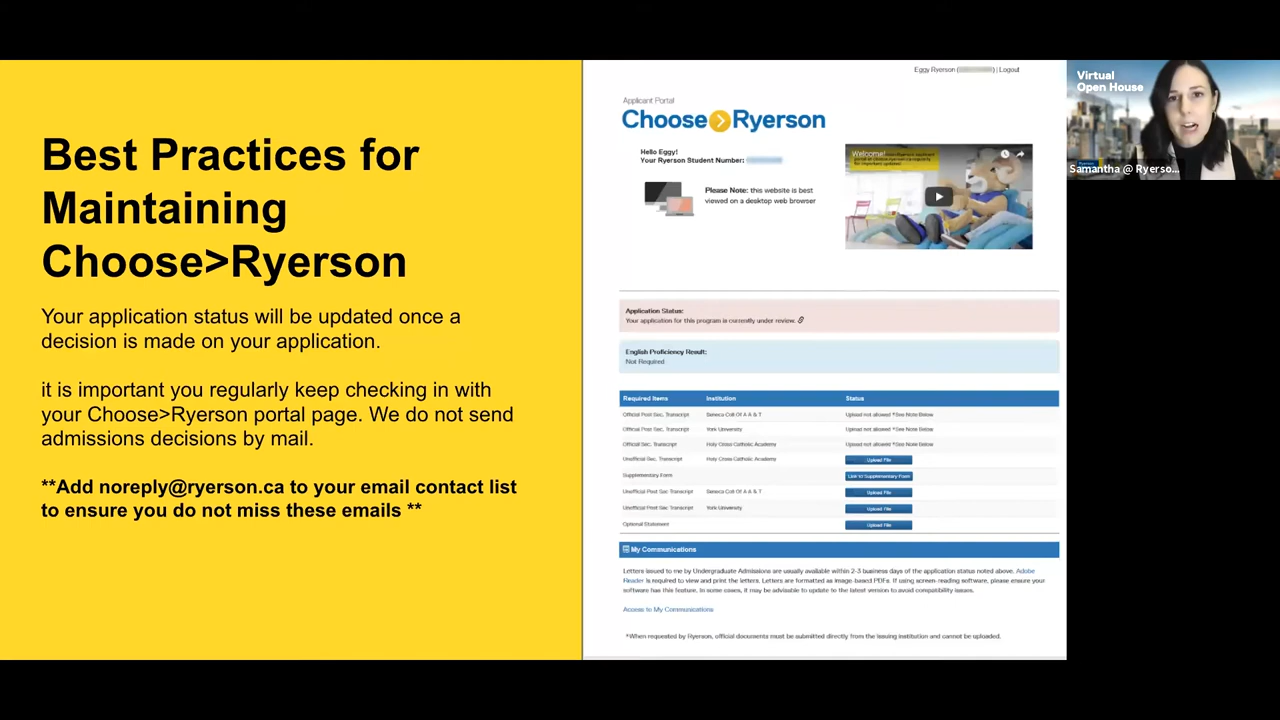 Best Practices for
Maintaining
Choose>Ryerson
Your application status will be updated once a
decision is made on your application.
it is important you regularly keep checking in with
your Choose>Ryerson portal page. We do not send
admissions decisions by mail.
**Add noreply@ryerson.ca to your email contact list
to ensure you do not miss these emails **
Eggy Ryerson ( ) | Logout
Applicant Portal
Choose>Ryerson
Hello Eggy!
Your Ryerson Student Number:
Please Note: this website is best
viewed on a desktop web browser
Welcome!
Application Status:
Your application for this program is currently under review.
English Proficiency Result:
Not Required
Required Items Institution Status
Official Post Sec. Transcript Seneca Coll Of A A & T Upload not allowed *See Note Below
Official Post Sec. Transcript York University Upload not allowed *See Note Below
Official Sec. Transcript Holy Cross Catholic Academy Upload not allowed *See Note Below
Unofficial Sec. Transcript Holy Cross Catholic Academy Upload File
Supplementary Form Link to Supplementary Form
Unofficial Post Sec Transcript Seneca Coll Of A A & T Upload File
Unofficial Post Sec Transcript York University Upload File
Optional Statement Upload File
My Communications
Letters issued to me by Undergraduate Admissions are usually available within 2-3 business days of the application status noted above. Adobe
Reader is required to view and print the letters. Letters are formatted as image-based PDFs. If using screen-reading software, please ensure your
software has this feature. In some cases, it may be advisable to update to the latest version to avoid compatibility issues.
Access to My Communications
*When requested by Ryerson, official documents must be submitted directly from the issuing institution and cannot be uploaded.
Virtual
Open House
Samantha @ Ryerso...